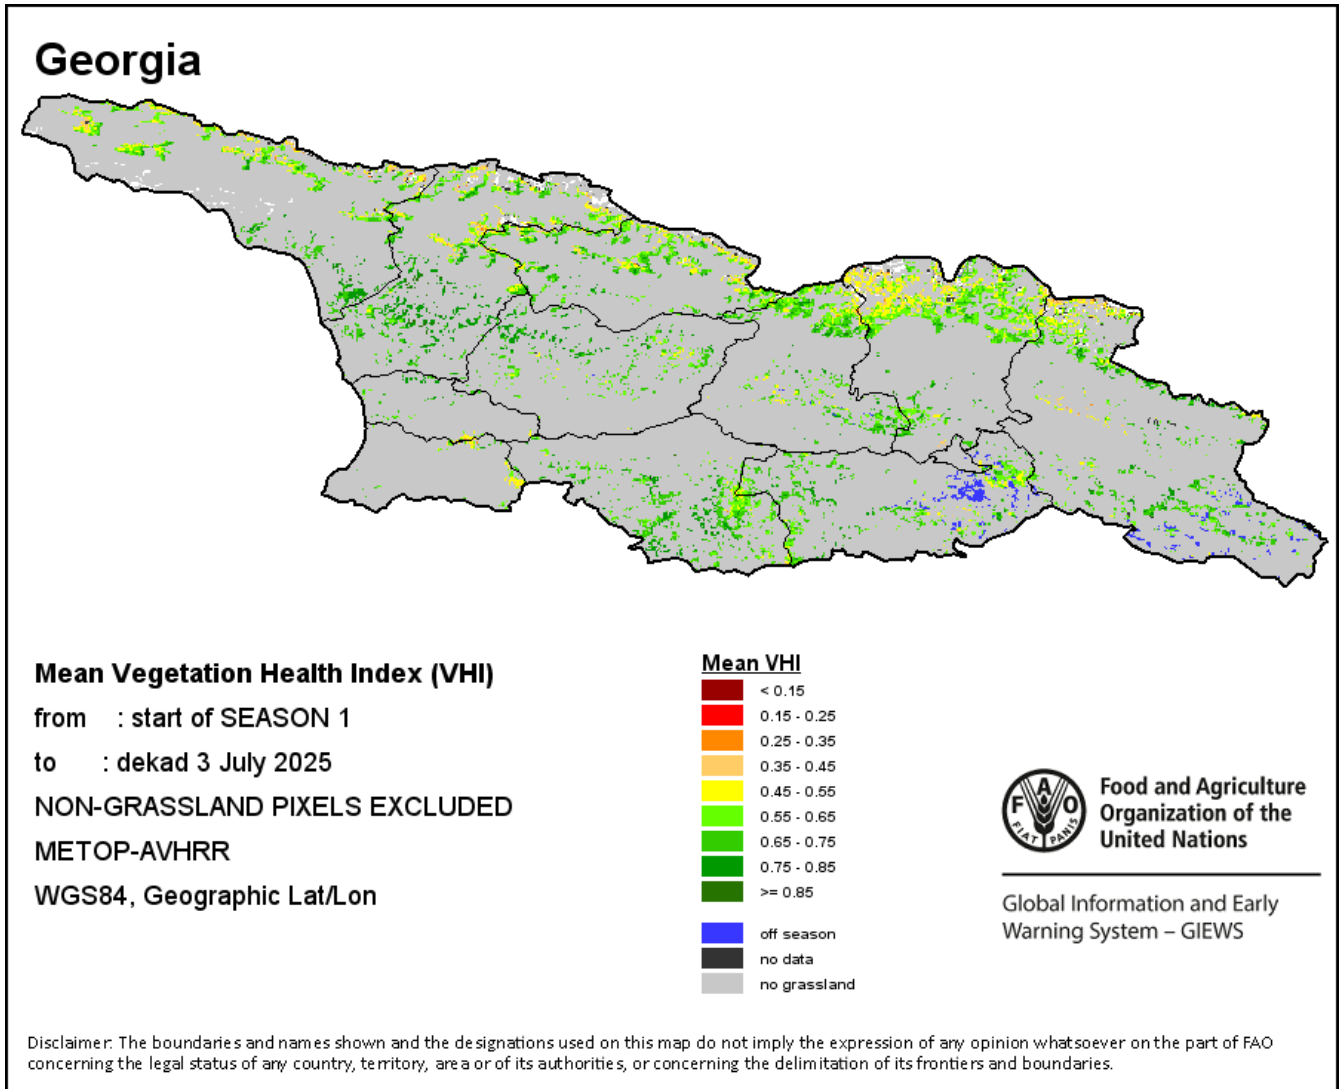 Georgia
Mean Vegetation Health Index (VHI)
from : start of SEASON 1
to : dekad 3 July 2025
NON-GRASSLAND PIXELS EXCLUDED
METOP-AVHRR
WGS84, Geographic Lat/Lon
Mean VHI
< 0.15
0.15 - 0.25
0.25 - 0.35
0.35 - 0.45
0.45 - 0.55
0.55 - 0.65
0.65 - 0.75
0.75 - 0.85
>= 0.85
off season
no data
no grassland
F A O
FIAT PANIS
Food and Agriculture
Organization of the
United Nations
Global Information and Early
Warning System – GIEWS
Disclaimer: The boundaries and names shown and the designations used on this map do not imply the expression of any opinion whatsoever on the part of FAO
concerning the legal status of any country, territory, area or of its authorities, or concerning the delimitation of its frontiers and boundaries.